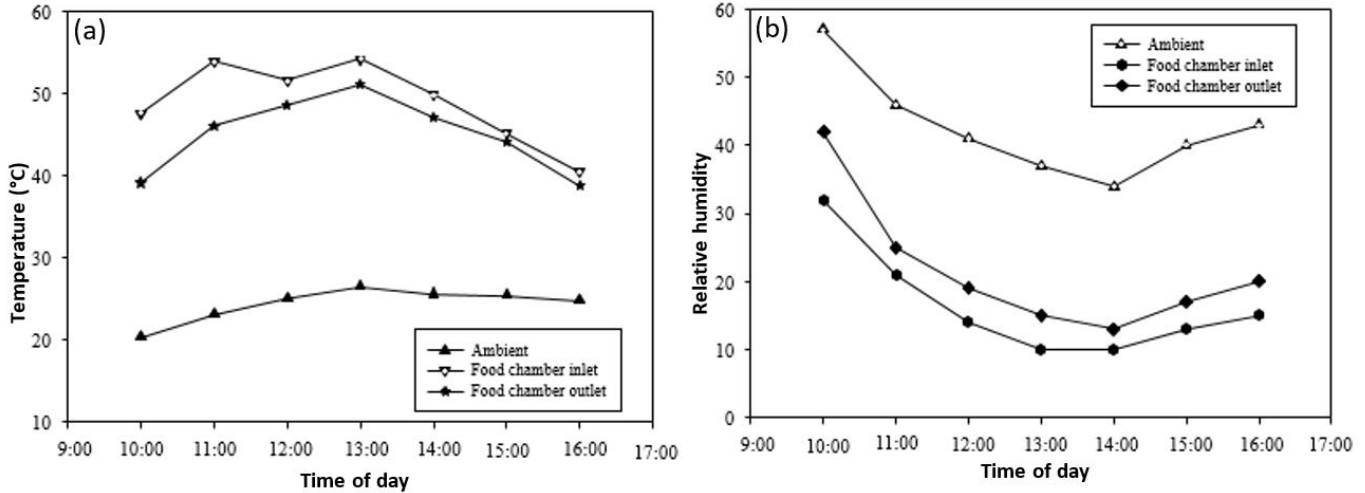 (a)
Temperature (°C)
60
50
40
30
20
10
Ambient
Food chamber inlet
Food chamber outlet
9:00 10:00 11:00 12:00 13:00 14:00 15:00 16:00 17:00
Time of day
(b)
Relative humidity
60
50
40
30
20
10
0
Ambient
Food chamber inlet
Food chamber outlet
9:00 10:00 11:00 12:00 13:00 14:00 15:00 16:00 17:00
Time of day